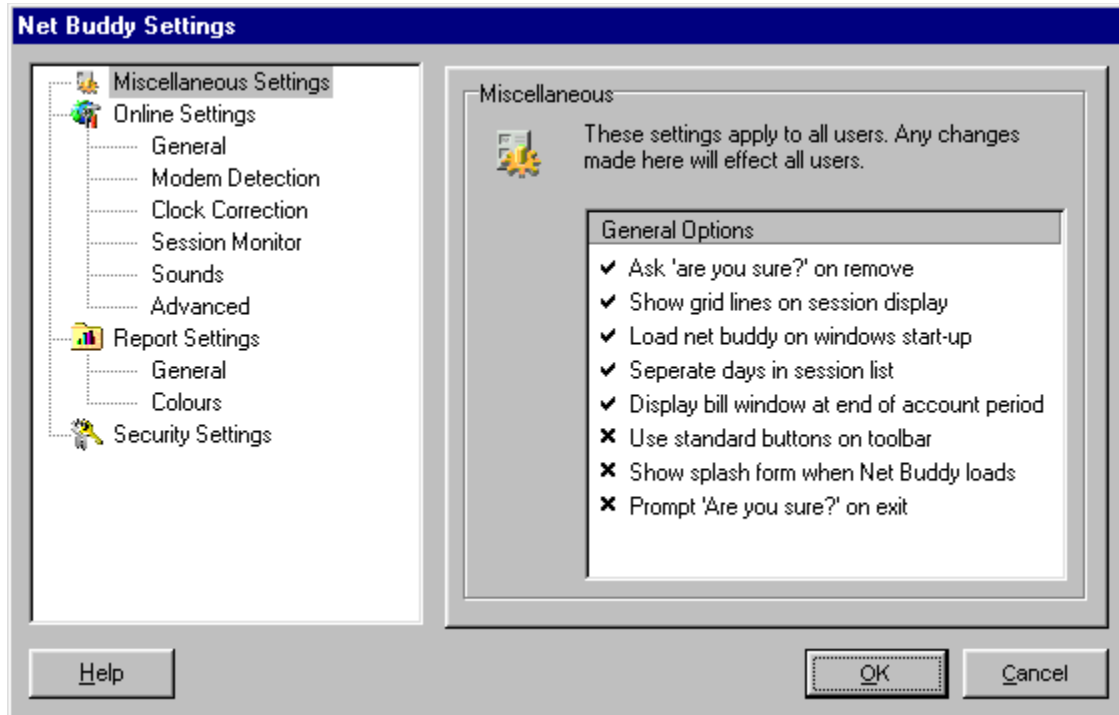 Net Buddy Settings
Miscellaneous Settings
Online Settings
General
Modem Detection
Clock Correction
Session Monitor
Sounds
Advanced
Report Settings
General
Colours
Security Settings
Miscellaneous
These settings apply to all users. Any changes
made here will effect all users.
General Options
Ask 'are you sure?' on remove
Show grid lines on session display
Load net buddy on windows start-up
Seperate days in session list
Display bill window at end of account period
Use standard buttons on toolbar
Show splash form when Net Buddy loads
Prompt 'Are you sure?' on exit
Help
OK
Cancel